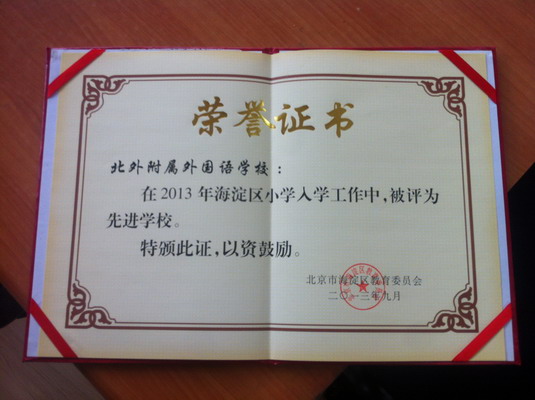 荣誉证书
北外附属外国语学校：
在2013年海淀区小学入学工作中，被评为
先进学校。
特颁此证，以资鼓励。
北京市海淀区教育委员会
二〇一三年九月